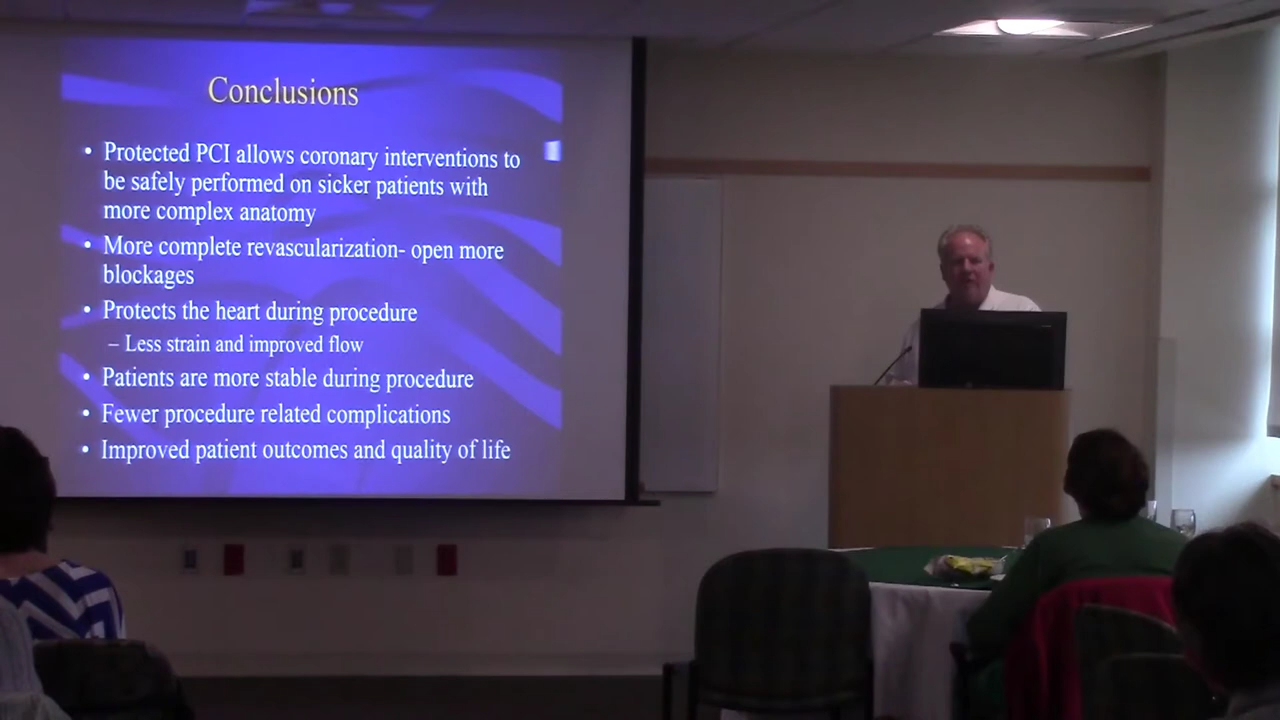 Conclusions
• Protected PCI allows coronary interventions to
be safely performed on sicker patients with
more complex anatomy
• More complete revascularization- open more
blockages
• Protects the heart during procedure
– Less strain and improved flow
• Patients are more stable during procedure
• Fewer procedure related complications
• Improved patient outcomes and quality of life